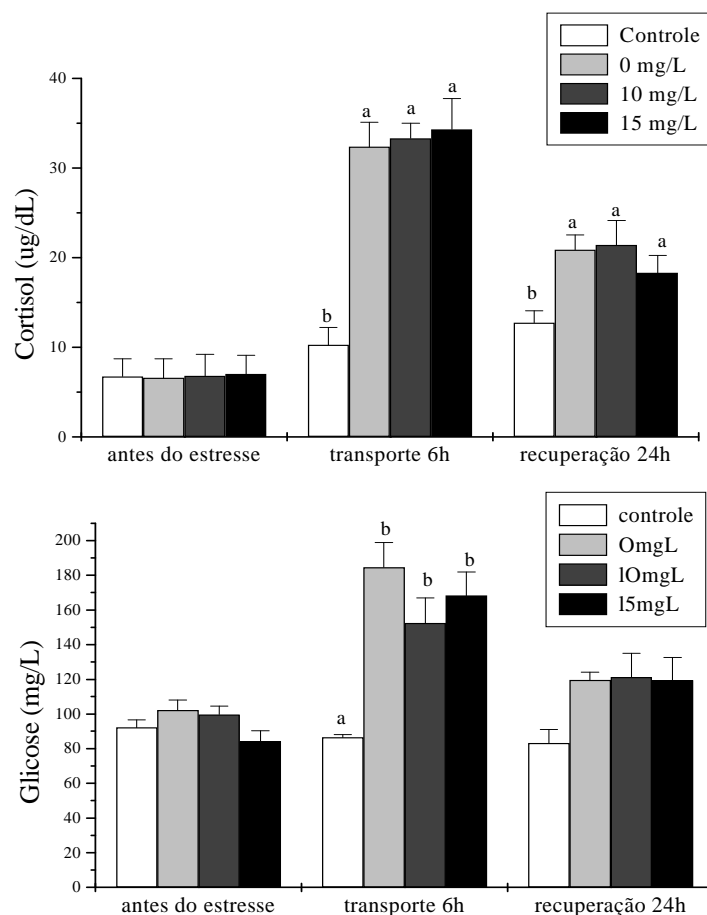 Controle
0 mg/L
10 mg/L
15 mg/L
Cortisol (ug/dL)
40
30
20
10
0
a a a
b
a a a
b
antes do estresse transporte 6h recuperação 24h
controle
OmgL
lOmgL
l5mgL
Glicose (mg/L)
200
180
160
140
120
100
80
60
40
20
0
b
b b
a
antes do estresse transporte 6h recuperação 24h